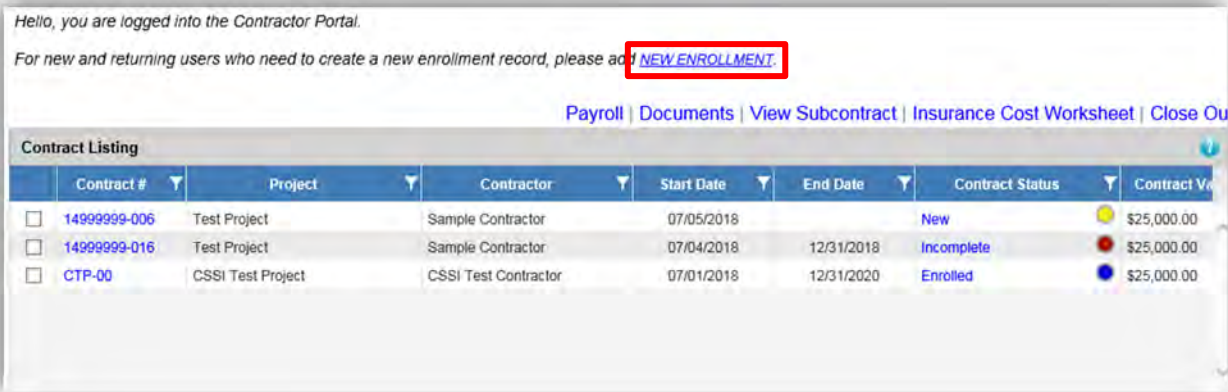 Hello, you are logged into the Contractor Portal.
For new and returning users who need to create a new enrollment record, please add NEW ENROLLMENT.
Payroll | Documents | View Subcontract | Insurance Cost Worksheet | Close Ou
Contract Listing
Contract # Project Contractor Start Date End Date Contract Status Contract Va
14999999-006 Test Project Sample Contractor 07/05/2018 New $25,000.00
14999999-016 Test Project Sample Contractor 07/04/2018 12/31/2018 Incomplete $25,000.00
CTP-00 CSSI Test Project CSSI Test Contractor 07/01/2018 12/31/2020 Enrolled $25,000.00